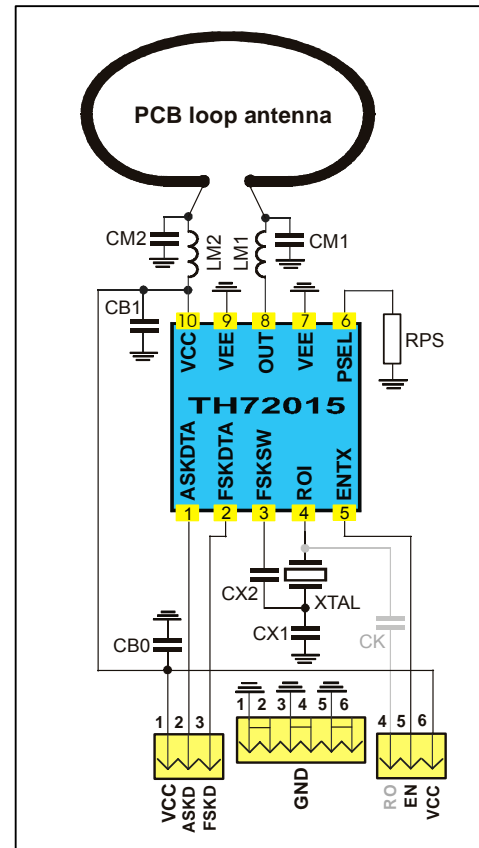 PCB loop antenna
CM2
LM2
LM1
CM1
CB1
10 9 8 7 6
VCC VEE OUT VEE PSEL
RPS
TH72015
ASKDTA FSKDTA FSKSW ROI ENTX
1 2 3 4 5
CX2
XTAL
CX1
CB0
CK
1 2 3
1 2 3 4 5 6
4 5 6
VCC ASKD FSKD
GND
RO EN VCC